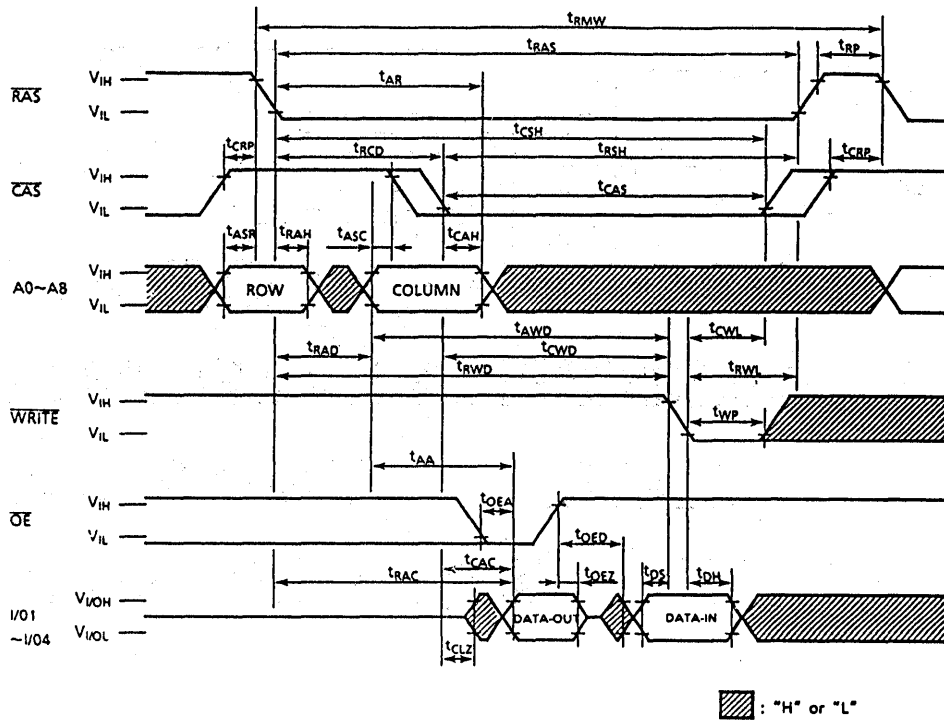 tRMW
tRAS
tRP
tAR
RAS
VIH
VIL
tCSH
tCRP
tRCD
tRSH
tCRP
CAS
VIH
VIL
tCAS
tASR
tRAH
tASC
tCAH
A0~A8
VIH
VIL
ROW
COLUMN
tAWD
tCWL
tRAD
tCWD
tRWD
tRWL
WRITE
VIH
VIL
tWP
tAA
OE
VIH
VIL
tOEA
tOED
tCAC
tRAC
tOEZ
tDS
tDH
I/01
~I/04
VI/OH
VI/OL
DATA-OUT
DATA-IN
tCLZ
: "H" or "L"